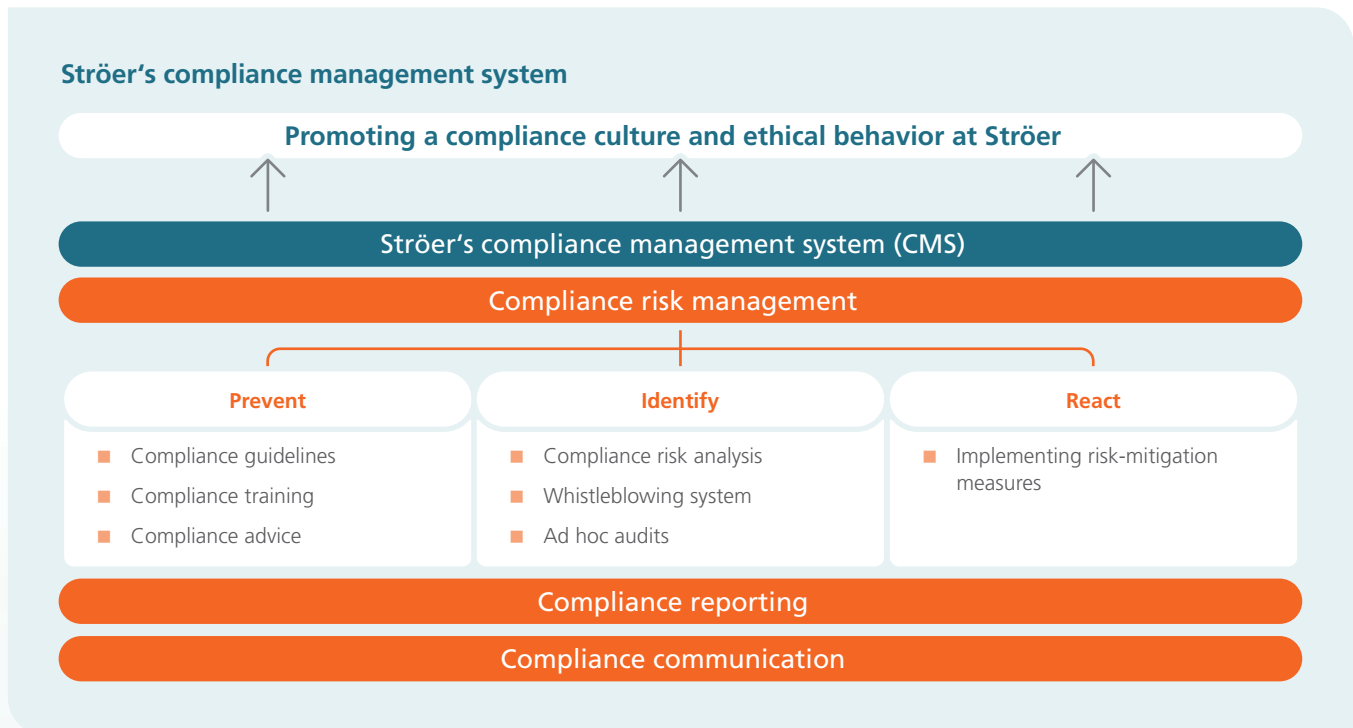 Ströer‘s compliance management system
Promoting a compliance culture and ethical behavior at Ströer
Ströer‘s compliance management system (CMS)
Compliance risk management
Prevent
Compliance guidelines
Compliance training
Compliance advice
Identify
Compliance risk analysis
Whistleblowing system
Ad hoc audits
React
Implementing risk-mitigation
measures
Compliance reporting
Compliance communication